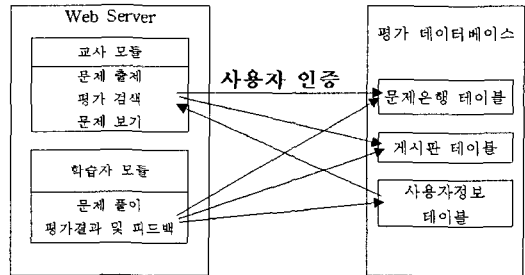 Web Server
교사 모듈
문제 출제
평가 검색
문제 보기
학습자 모듈
문제 풀이
평가결과 및 피드백
사용자 인증
평가 데이터베이스
문제은행 테이블
게시판 테이블
사용자정보
테이블